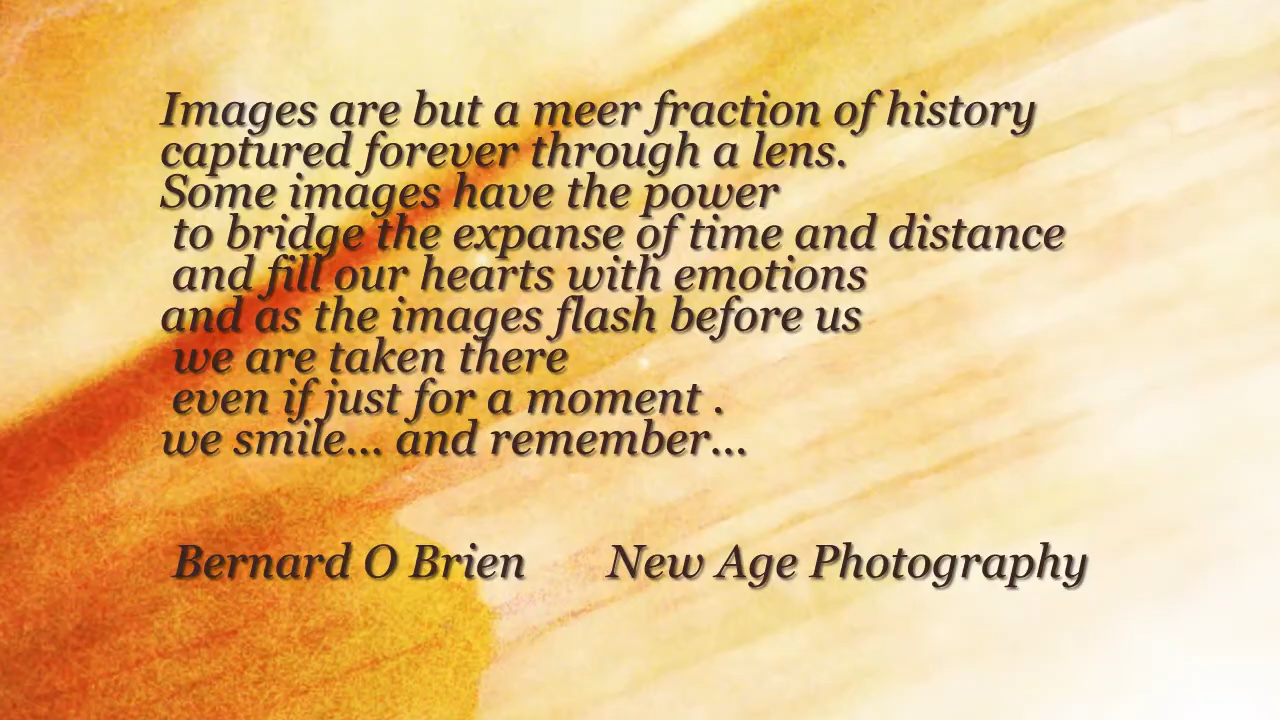 Images are but a meer fraction of history
captured forever through a lens.
Some images have the power
to bridge the expanse of time and distance
and fill our hearts with emotions
and as the images flash before us
we are taken there
even if just for a moment .
we smile... and remember...
Bernard O Brien New Age Photography